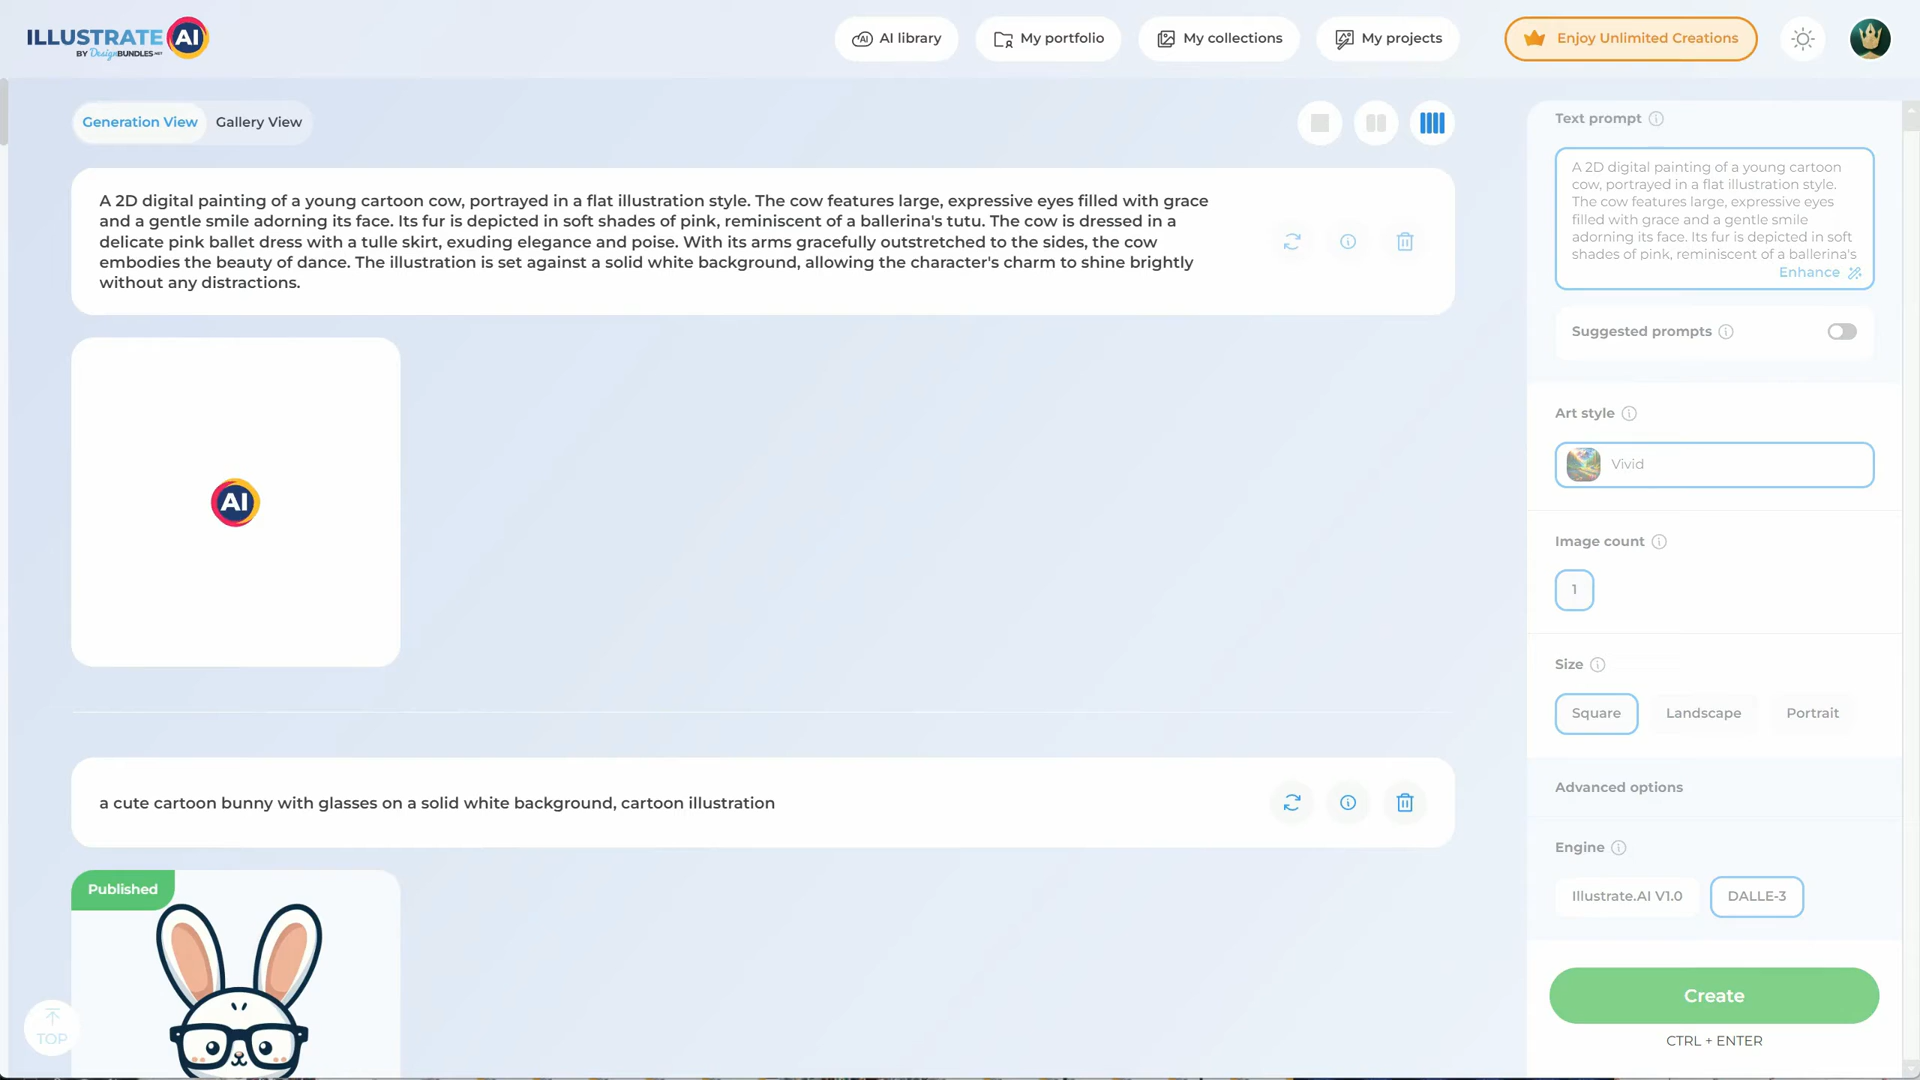 ILLUSTRATE AI
BY Design BUNDLES.NET
AI library
My portfolio
My collections
My projects
Enjoy Unlimited Creations
Generation View
Gallery View
A 2D digital painting of a young cartoon cow, portrayed in a flat illustration style. The cow features large, expressive eyes filled with grace
and a gentle smile adorning its face. Its fur is depicted in soft shades of pink, reminiscent of a ballerina's tutu. The cow is dressed in a
delicate pink ballet dress with a tulle skirt, exuding elegance and poise. With its arms gracefully outstretched to the sides, the cow
embodies the beauty of dance. The illustration is set against a solid white background, allowing the character's charm to shine brightly
without any distractions.
AI
a cute cartoon bunny with glasses on a solid white background, cartoon illustration
Published
TOP
Text prompt
A 2D digital painting of a young cartoon
cow, portrayed in a flat illustration style.
The cow features large, expressive eyes
filled with grace and a gentle smile
adorning its face. Its fur is depicted in soft
shades of pink, reminiscent of a ballerina's
Enhance
Suggested prompts
Art style
Vivid
Image count
1
Size
Square
Landscape
Portrait
Advanced options
Engine
Illustrate.AI V1.0
DALLE-3
Create
CTRL + ENTER